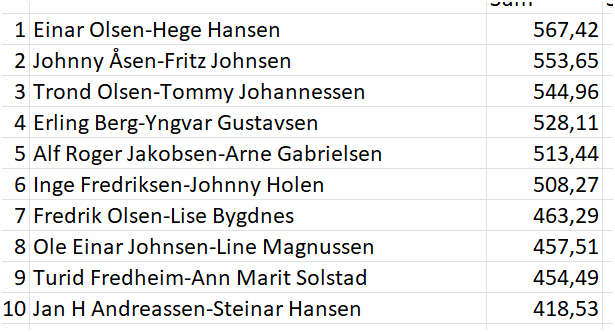 Sum
1 Einar Olsen-Hege Hansen 567,42
2 Johnny Åsen-Fritz Johnsen 553,65
3 Trond Olsen-Tommy Johannessen 544,96
4 Erling Berg-Yngvar Gustavsen 528,11
5 Alf Roger Jakobsen-Arne Gabrielsen 513,44
6 Inge Fredriksen-Johnny Holen 508,27
7 Fredrik Olsen-Lise Bygdnes 463,29
8 Ole Einar Johnsen-Line Magnussen 457,51
9 Turid Fredheim-Ann Marit Solstad 454,49
10 Jan H Andreassen-Steinar Hansen 418,53